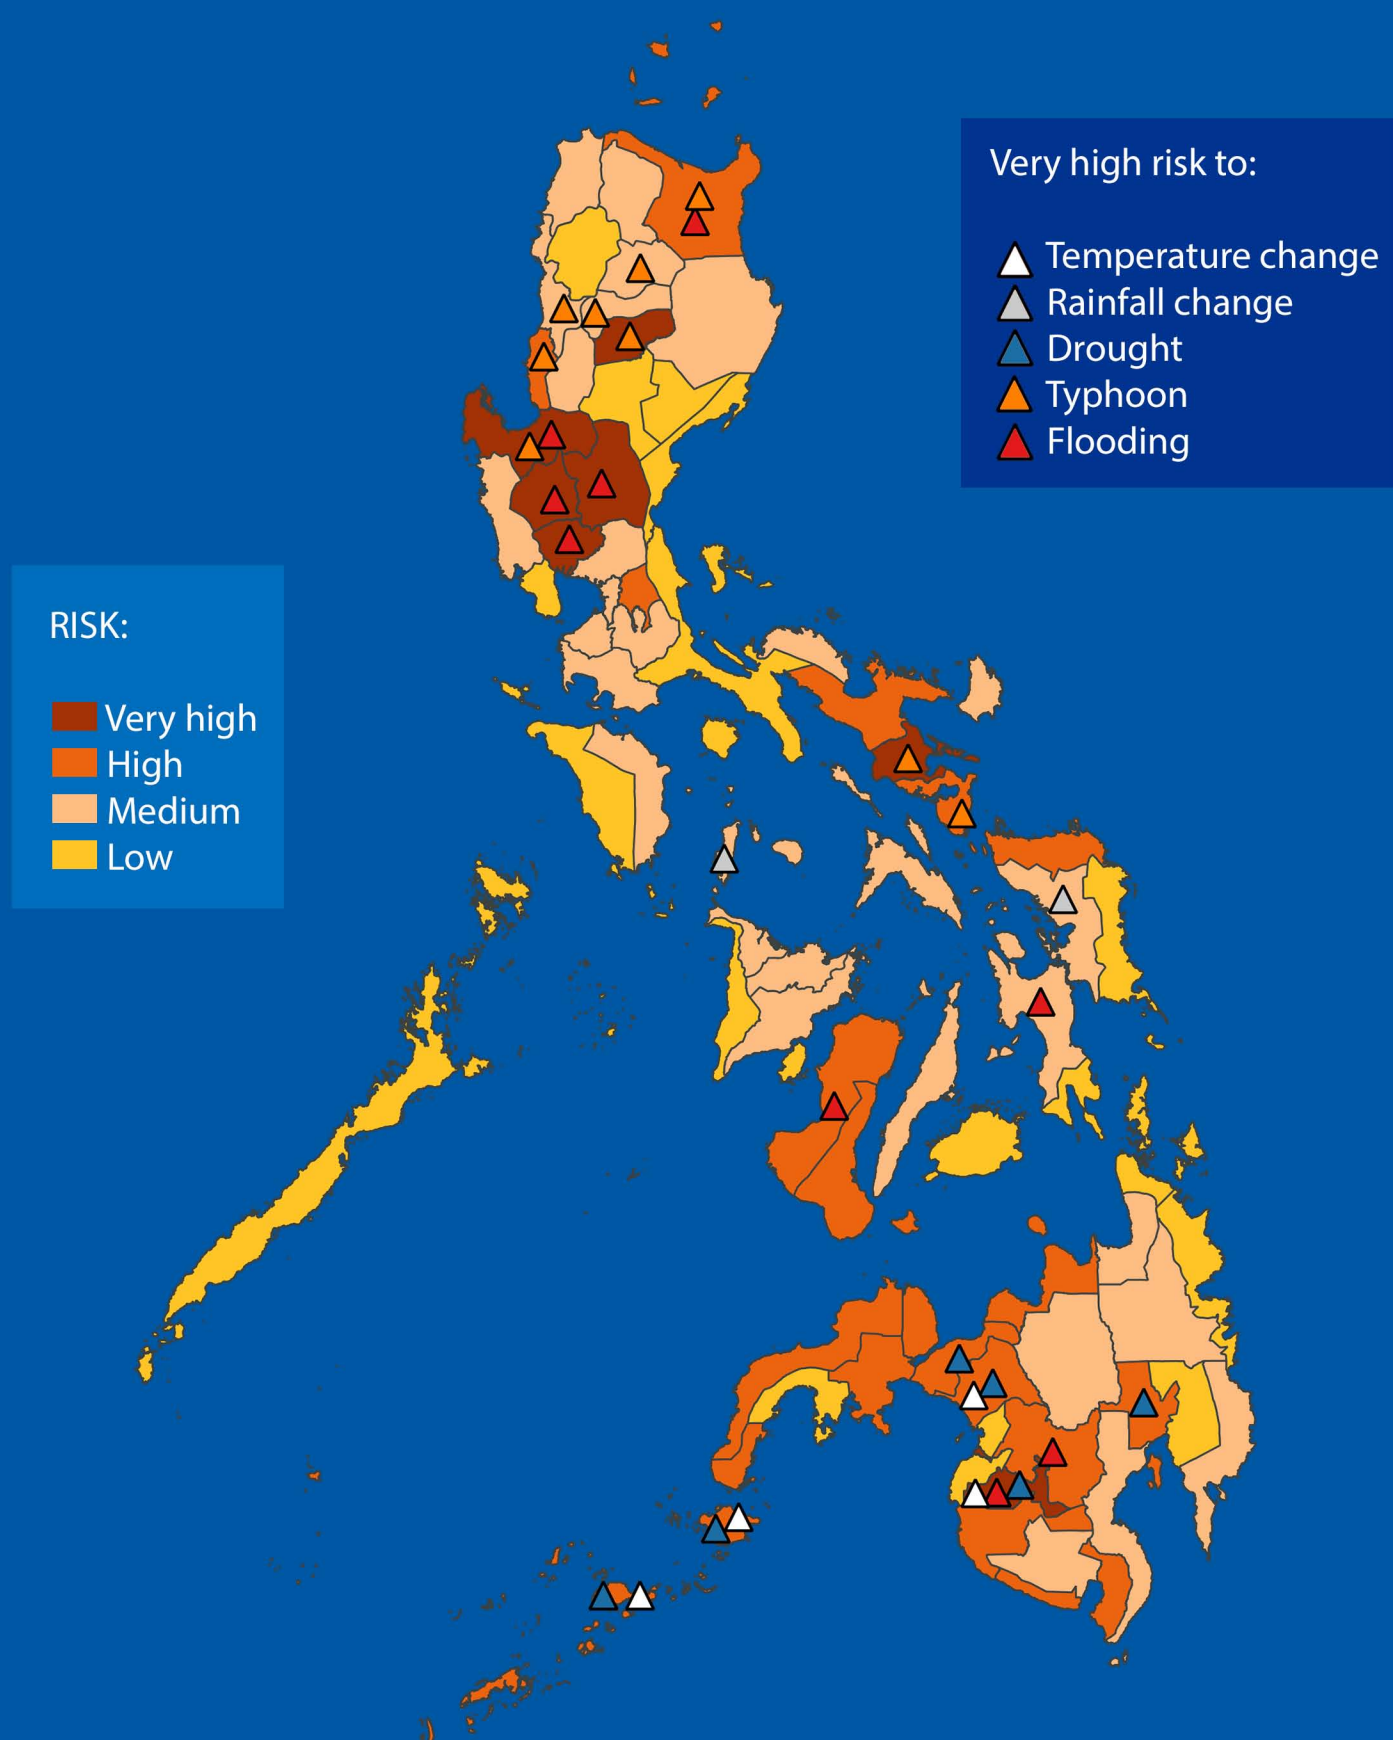 Very high risk to:
Temperature change
Rainfall change
Drought
Typhoon
Flooding
RISK:
Very high
High
Medium
Low